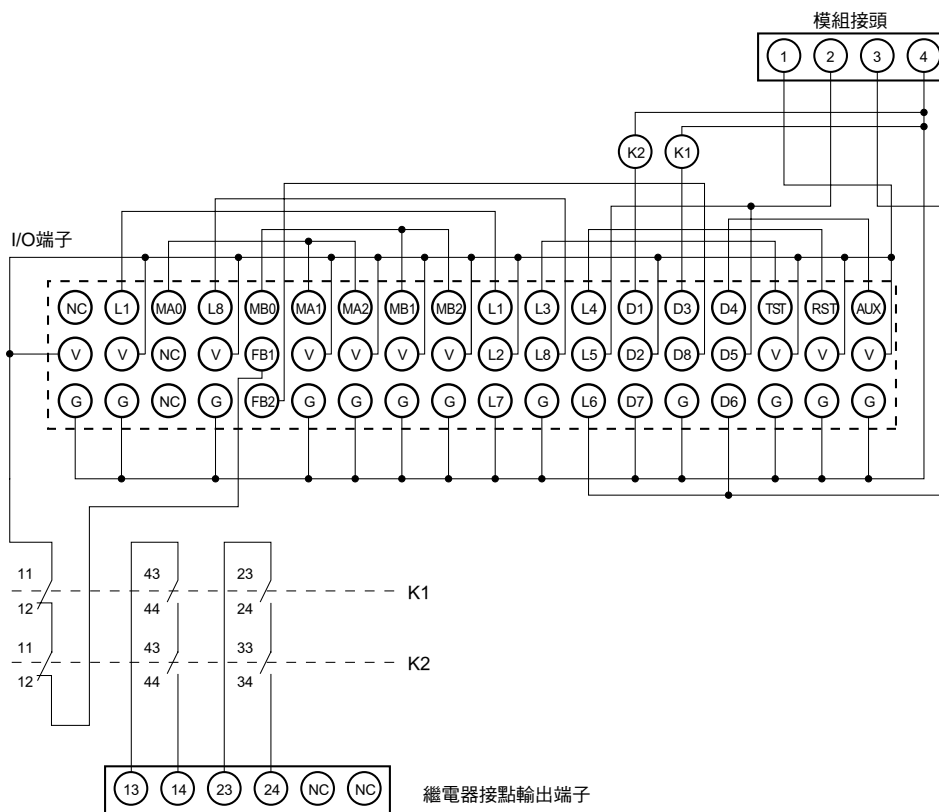 模組接頭
1 2 3 4
K2 K1
I/O端子
NC L1 MA0 L8 MB0 MA1 MA2 MB1 MB2 L1 L3 L4 D1 D3 D4 TST RST AUX
V V NC V FB1 V V V V L2 L8 L5 D2 D8 D5 V V V
G G NC G FB2 G G G G L7 G L6 D7 G D6 G G G
11 43 23
K1
12 44 24
11 43 33
K2
12 44 34
13 14 23 24 NC NC
繼電器接點輸出端子